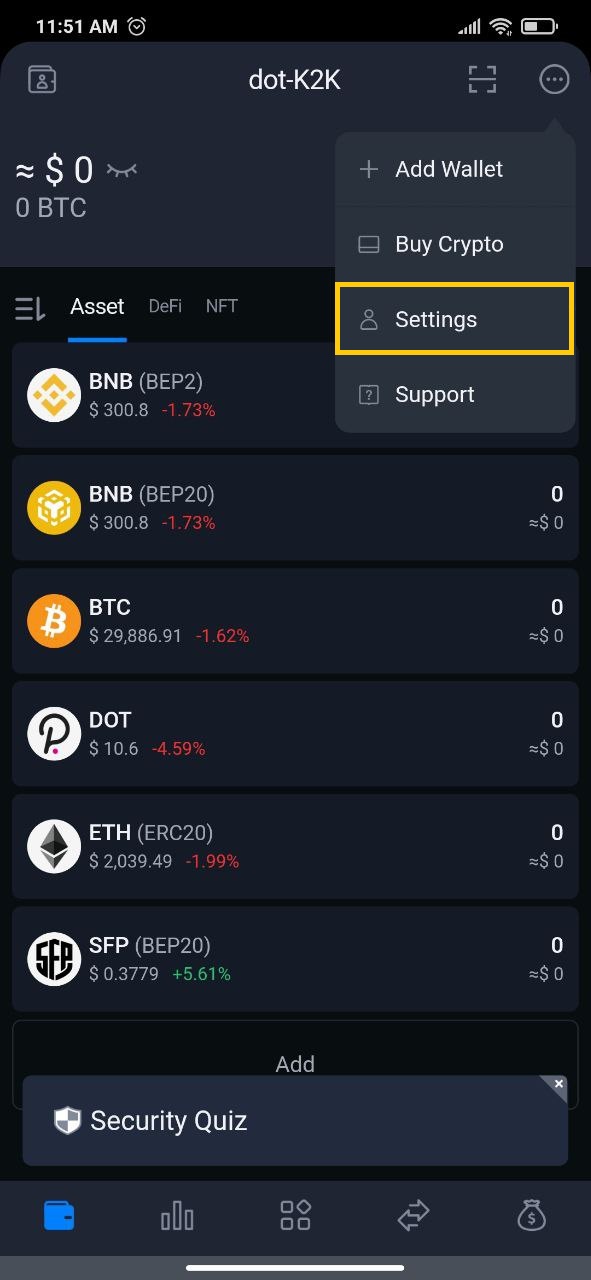 11:51 AM
dot-K2K
≈ $ 0
0 BTC
Add Wallet
Buy Crypto
Settings
Support
Asset DeFi NFT
BNB (BEP2)
$ 300.8 -1.73%
BNB (BEP20) 0
$ 300.8 -1.73% ≈$ 0
BTC 0
$ 29,886.91 -1.62% ≈$ 0
DOT 0
$ 10.6 -4.59% ≈$ 0
ETH (ERC20) 0
$ 2,039.49 -1.99% ≈$ 0
SFP
SFP (BEP20) 0
$ 0.3779 +5.61% ≈$ 0
Add
Security Quiz